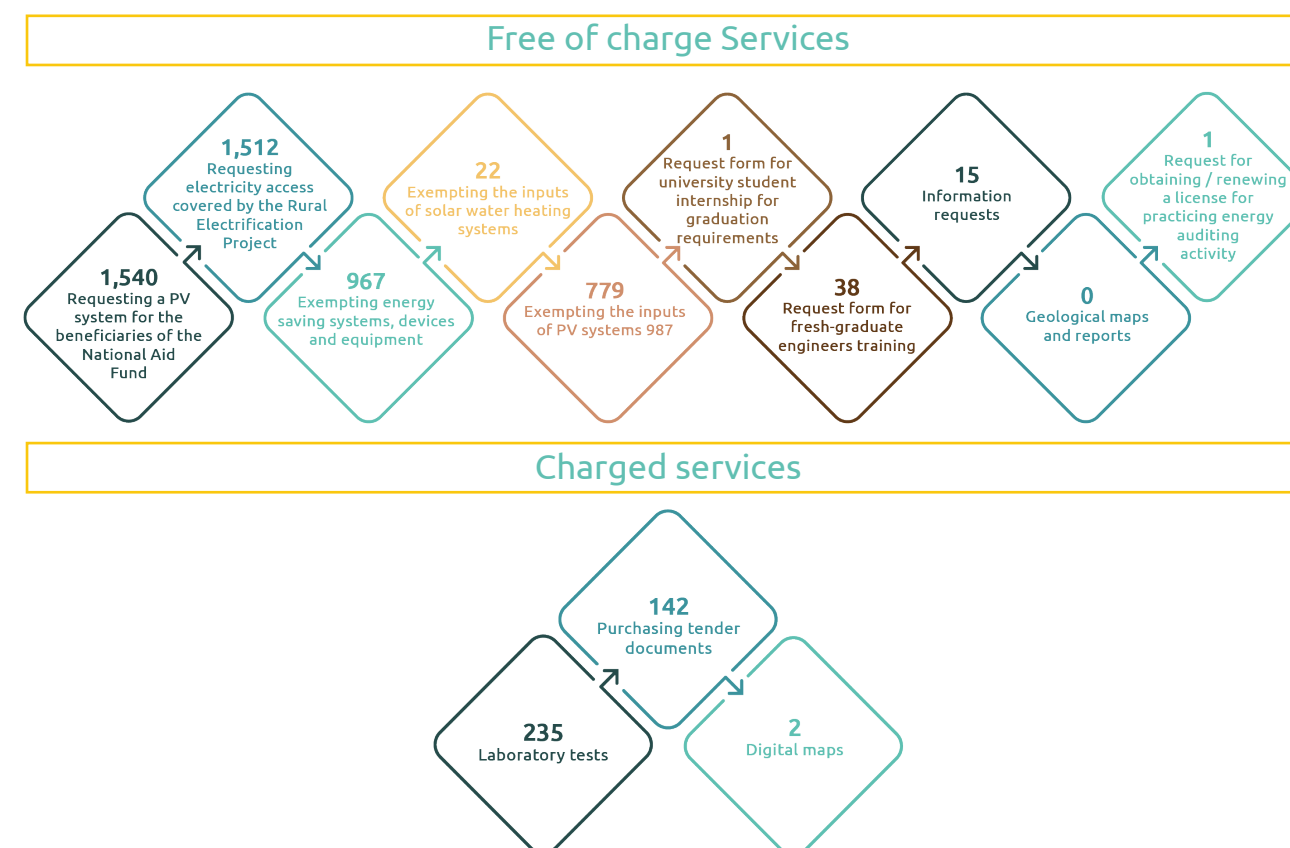 Free of charge Services
1,540
Requesting a PV
system for the
beneficiaries of the
National Aid
Fund
1,512
Requesting
electricity access
covered by the Rural
Electrification
Project
967
Exempting energy
saving systems, devices
and equipment
22
Exempting the inputs
of solar water heating
systems
779
Exempting the inputs
of PV systems 987
1
Request form for
university student
internship for
graduation
requirements
38
Request form for
fresh-graduate
engineers training
15
Information
requests
0
Geological maps
and reports
1
Request for
obtaining / renewing
a license for
practicing energy
auditing
activity
Charged services
235
Laboratory tests
142
Purchasing tender
documents
2
Digital maps